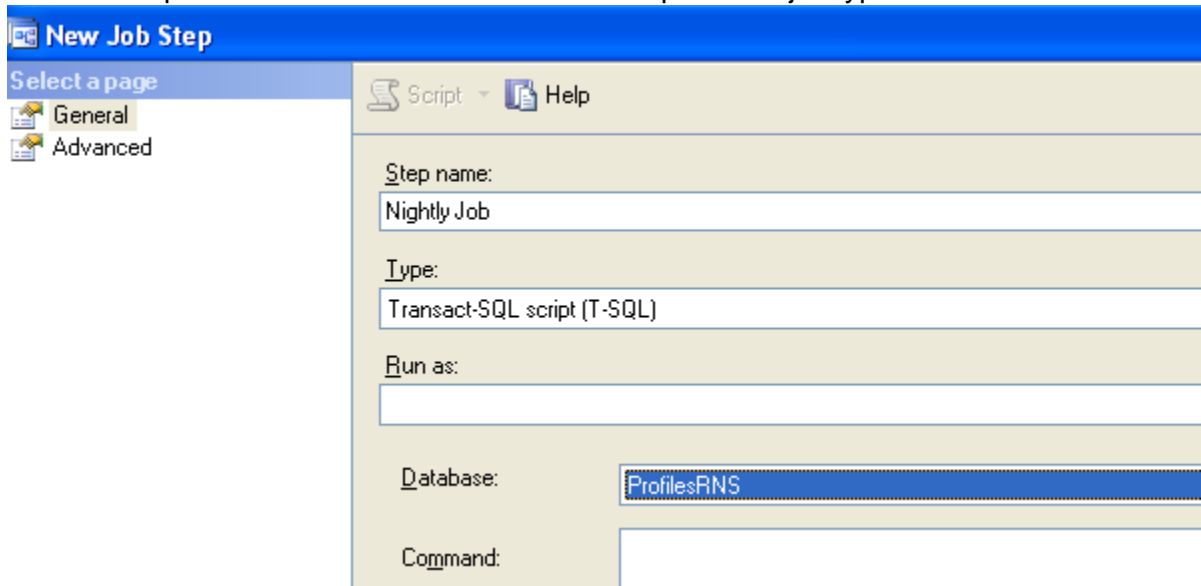 New Job Step
Select a page
General
Advanced
Script
Help
Step name:
Nightly Job
Type:
Transact-SQL script (T-SQL)
Run as:
Database:
ProfilesRNS
Command: